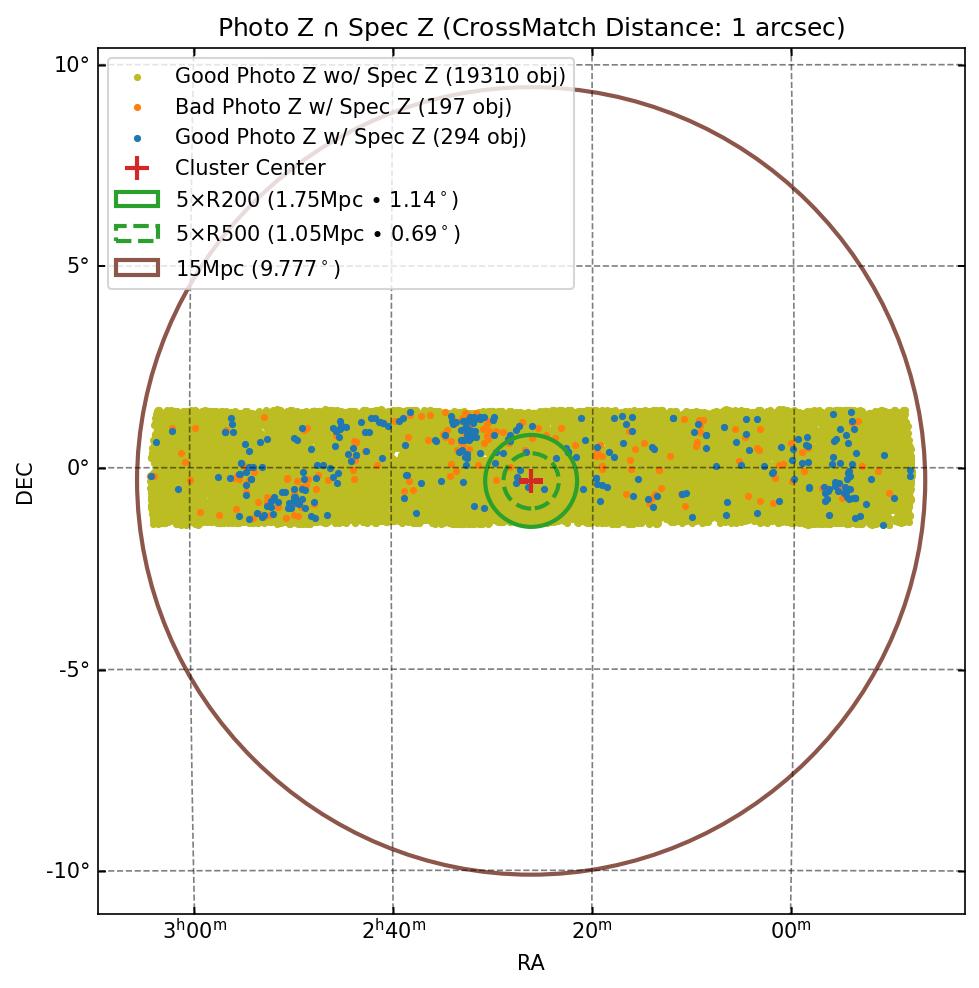 Photo Z ∩ Spec Z (CrossMatch Distance: 1 arcsec)
10°
Good Photo Z wo/ Spec Z (19310 obj)
Bad Photo Z w/ Spec Z (197 obj)
Good Photo Z w/ Spec Z (294 obj)
Cluster Center
5×R200 (1.75Mpc • 1.14°)
5×R500 (1.05Mpc • 0.69°)
15Mpc (9.777°)
5°
0°
DEC
-5°
-10°
3ʰ00ᵐ 2ʰ40ᵐ 20ᵐ 00ᵐ
RA